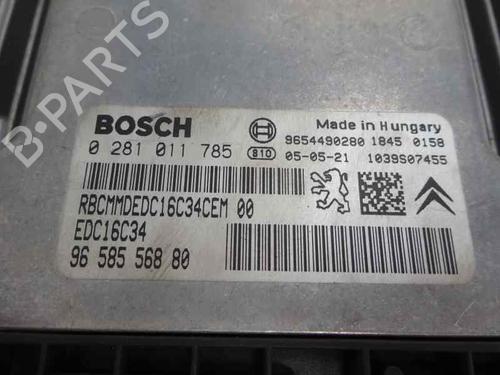 B-PARTS
BOSCH
Made in Hungary
9654490280 1845 0158
0 281 011 785 810 05-05-21 1039S07455
RBCMMDEDC16C34CEM 00
EDC16C34
96 585 568 80